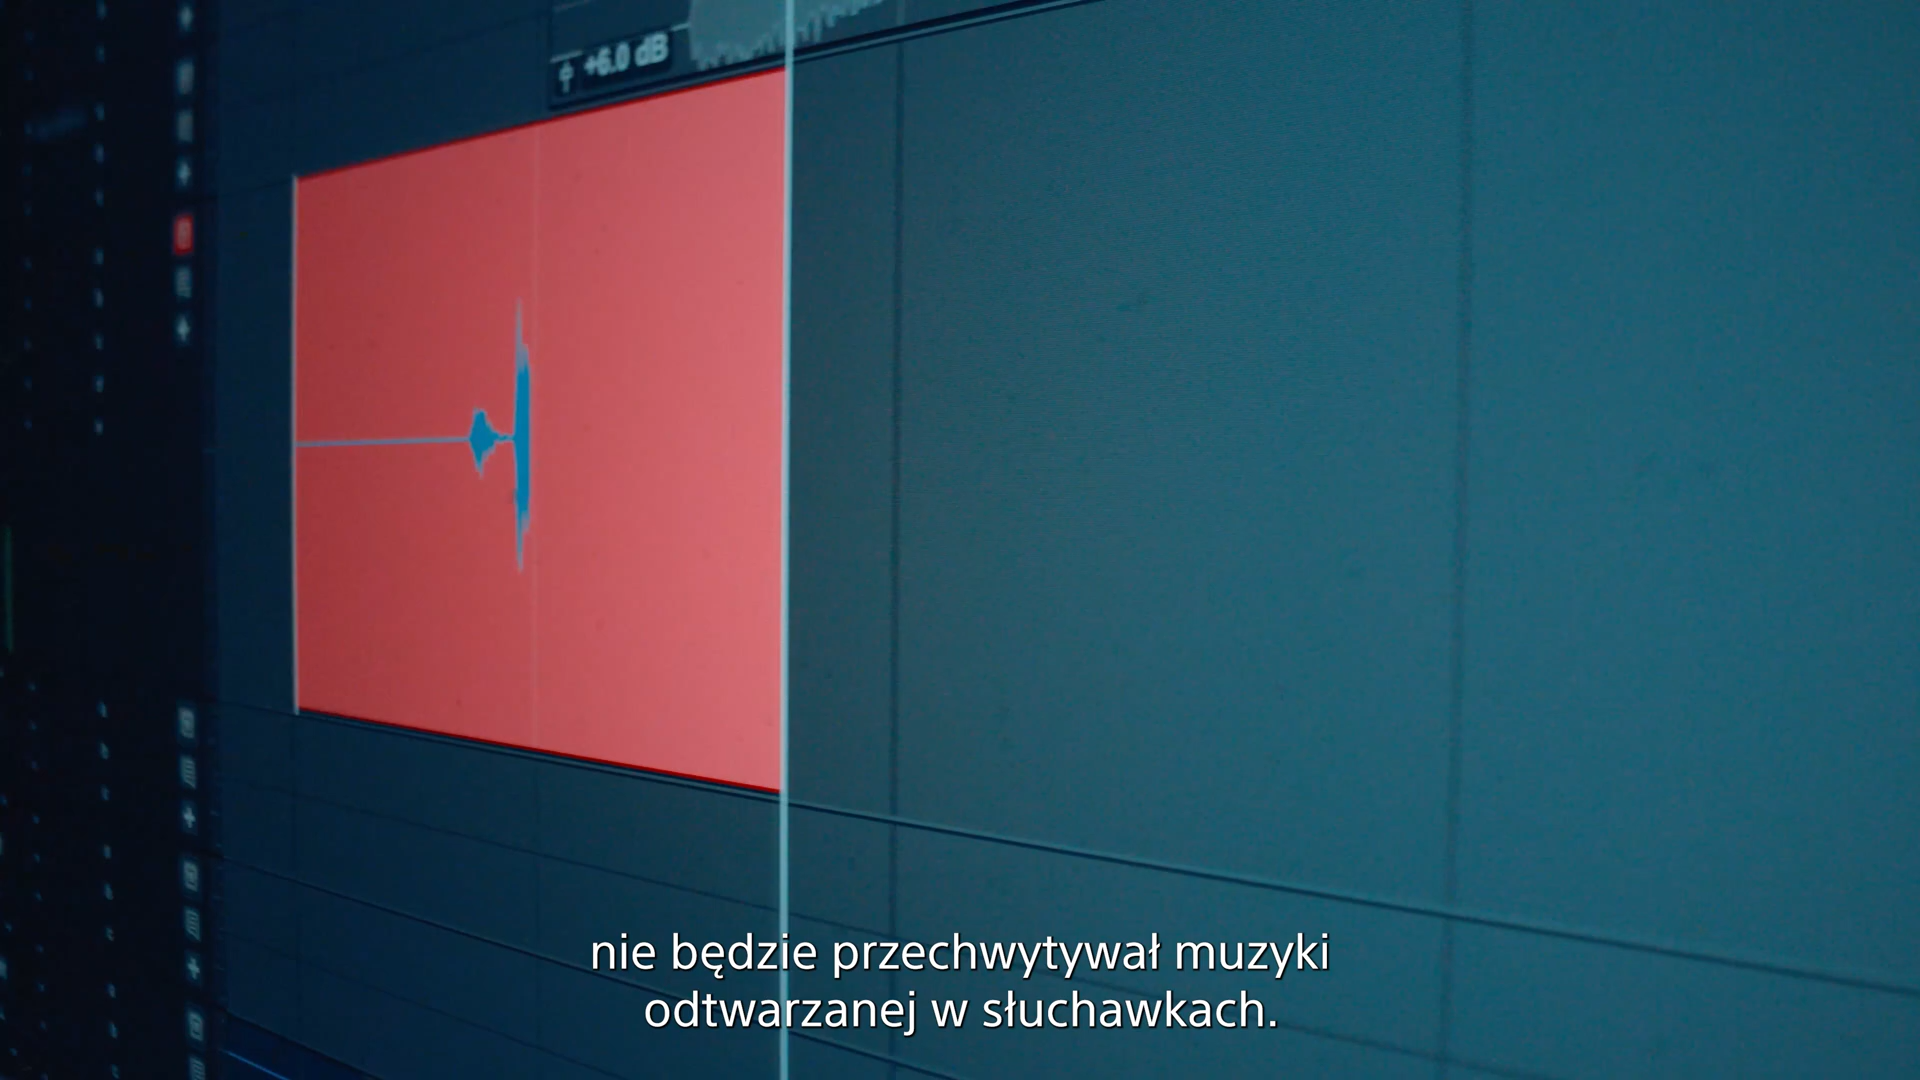 +6.0 dB
nie będzie przechwytywał muzyki
odtwarzanej w słuchawkach.